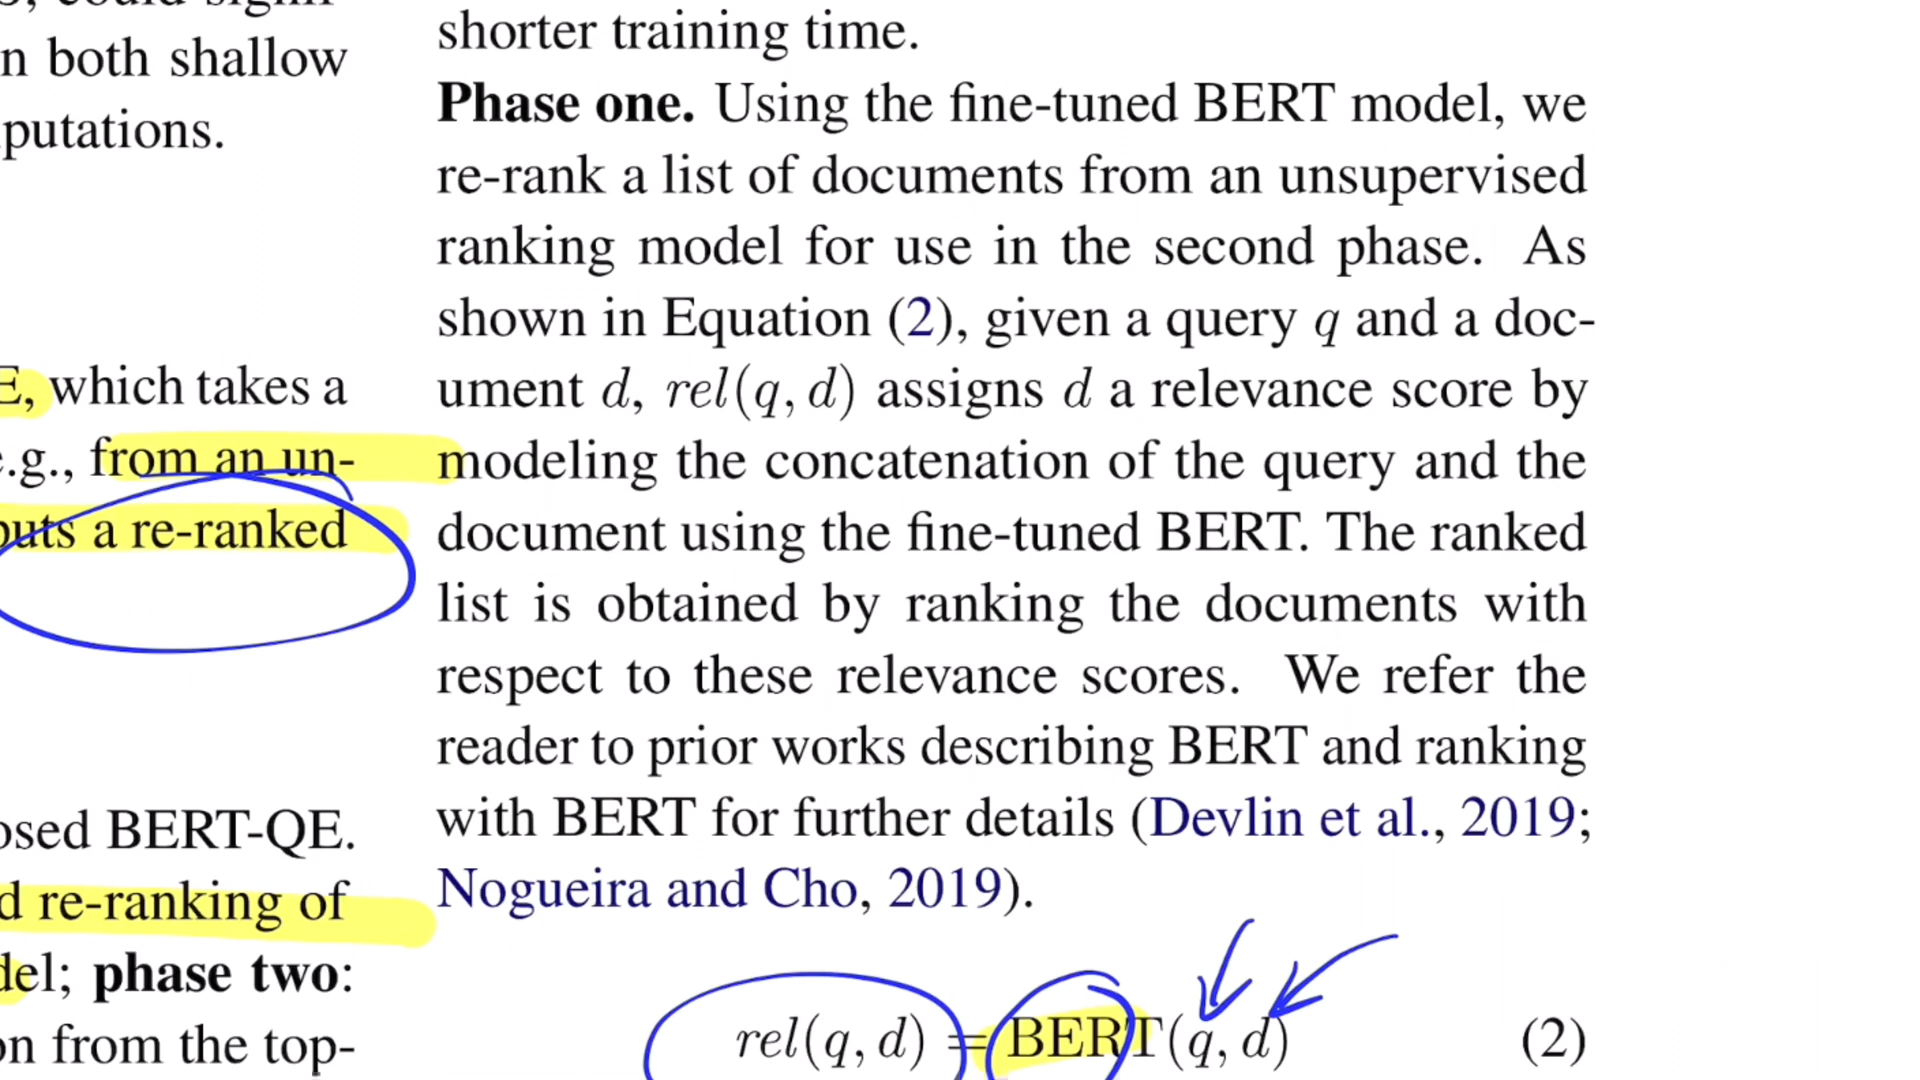 n both shallow
putations.
E, which takes a
e.g., from an un-
puts a re-ranked
osed BERT-QE.
d re-ranking of
del; phase two:
on from the top-
shorter training time.
Phase one. Using the fine-tuned BERT model, we
re-rank a list of documents from an unsupervised
ranking model for use in the second phase. As
shown in Equation (2), given a query q and a doc-
ument d, rel(q, d) assigns d a relevance score by
modeling the concatenation of the query and the
document using the fine-tuned BERT. The ranked
list is obtained by ranking the documents with
respect to these relevance scores. We refer the
reader to prior works describing BERT and ranking
with BERT for further details (Devlin et al., 2019;
Nogueira and Cho, 2019).
rel(q, d) = BERT(q, d) (2)